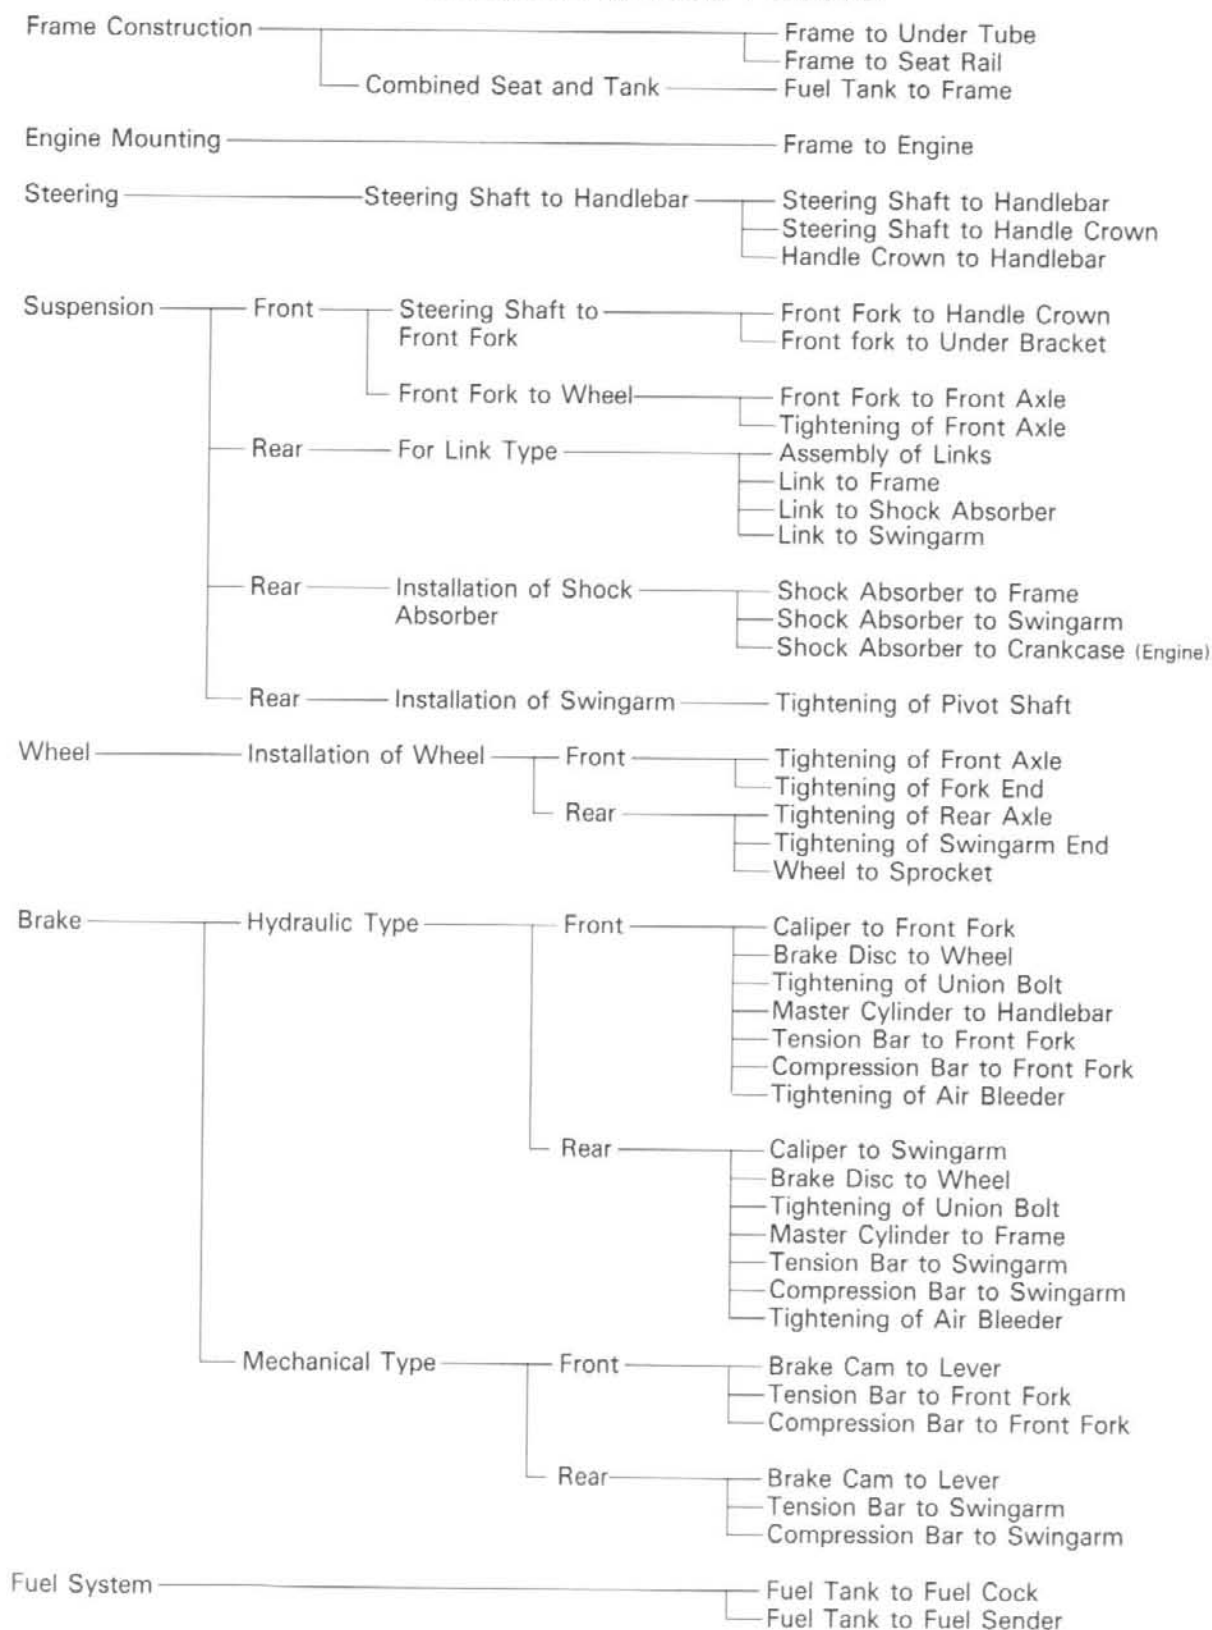 Frame Construction Frame to Under Tube
Frame to Seat Rail
Combined Seat and Tank Fuel Tank to Frame
Engine Mounting Frame to Engine
Steering Steering Shaft to Handlebar Steering Shaft to Handlebar
Steering Shaft to Handle Crown
Handle Crown to Handlebar
Suspension Front Steering Shaft to Front Fork to Handle Crown
Front Fork Front fork to Under Bracket
Front Fork to Wheel Front Fork to Front Axle
Tightening of Front Axle
Rear For Link Type Assembly of Links
Link to Frame
Link to Shock Absorber
Link to Swingarm
Rear Installation of Shock Shock Absorber to Frame
Absorber Shock Absorber to Swingarm
Shock Absorber to Crankcase (Engine)
Rear Installation of Swingarm Tightening of Pivot Shaft
Wheel Installation of Wheel Front Tightening of Front Axle
Tightening of Fork End
Rear Tightening of Rear Axle
Tightening of Swingarm End
Wheel to Sprocket
Brake Hydraulic Type Front Caliper to Front Fork
Brake Disc to Wheel
Tightening of Union Bolt
Master Cylinder to Handlebar
Tension Bar to Front Fork
Compression Bar to Front Fork
Tightening of Air Bleeder
Rear Caliper to Swingarm
Brake Disc to Wheel
Tightening of Union Bolt
Master Cylinder to Frame
Tension Bar to Swingarm
Compression Bar to Swingarm
Tightening of Air Bleeder
Mechanical Type Front Brake Cam to Lever
Tension Bar to Front Fork
Compression Bar to Front Fork
Rear Brake Cam to Lever
Tension Bar to Swingarm
Compression Bar to Swingarm
Fuel System Fuel Tank to Fuel Cock
Fuel Tank to Fuel Sender